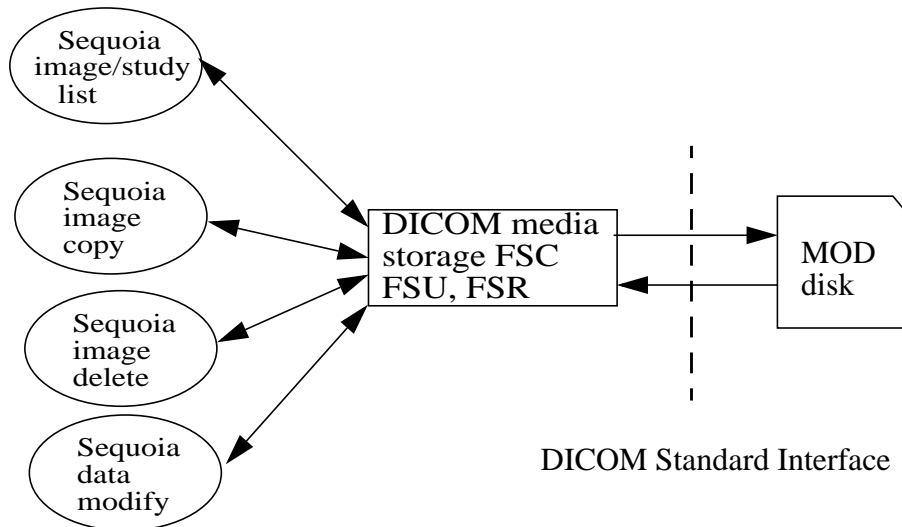 Sequoia
image/study
list
Sequoia
image
copy
Sequoia
image
delete
Sequoia
data
modify
DICOM media
storage FSC
FSU, FSR
MOD
disk
DICOM Standard Interface